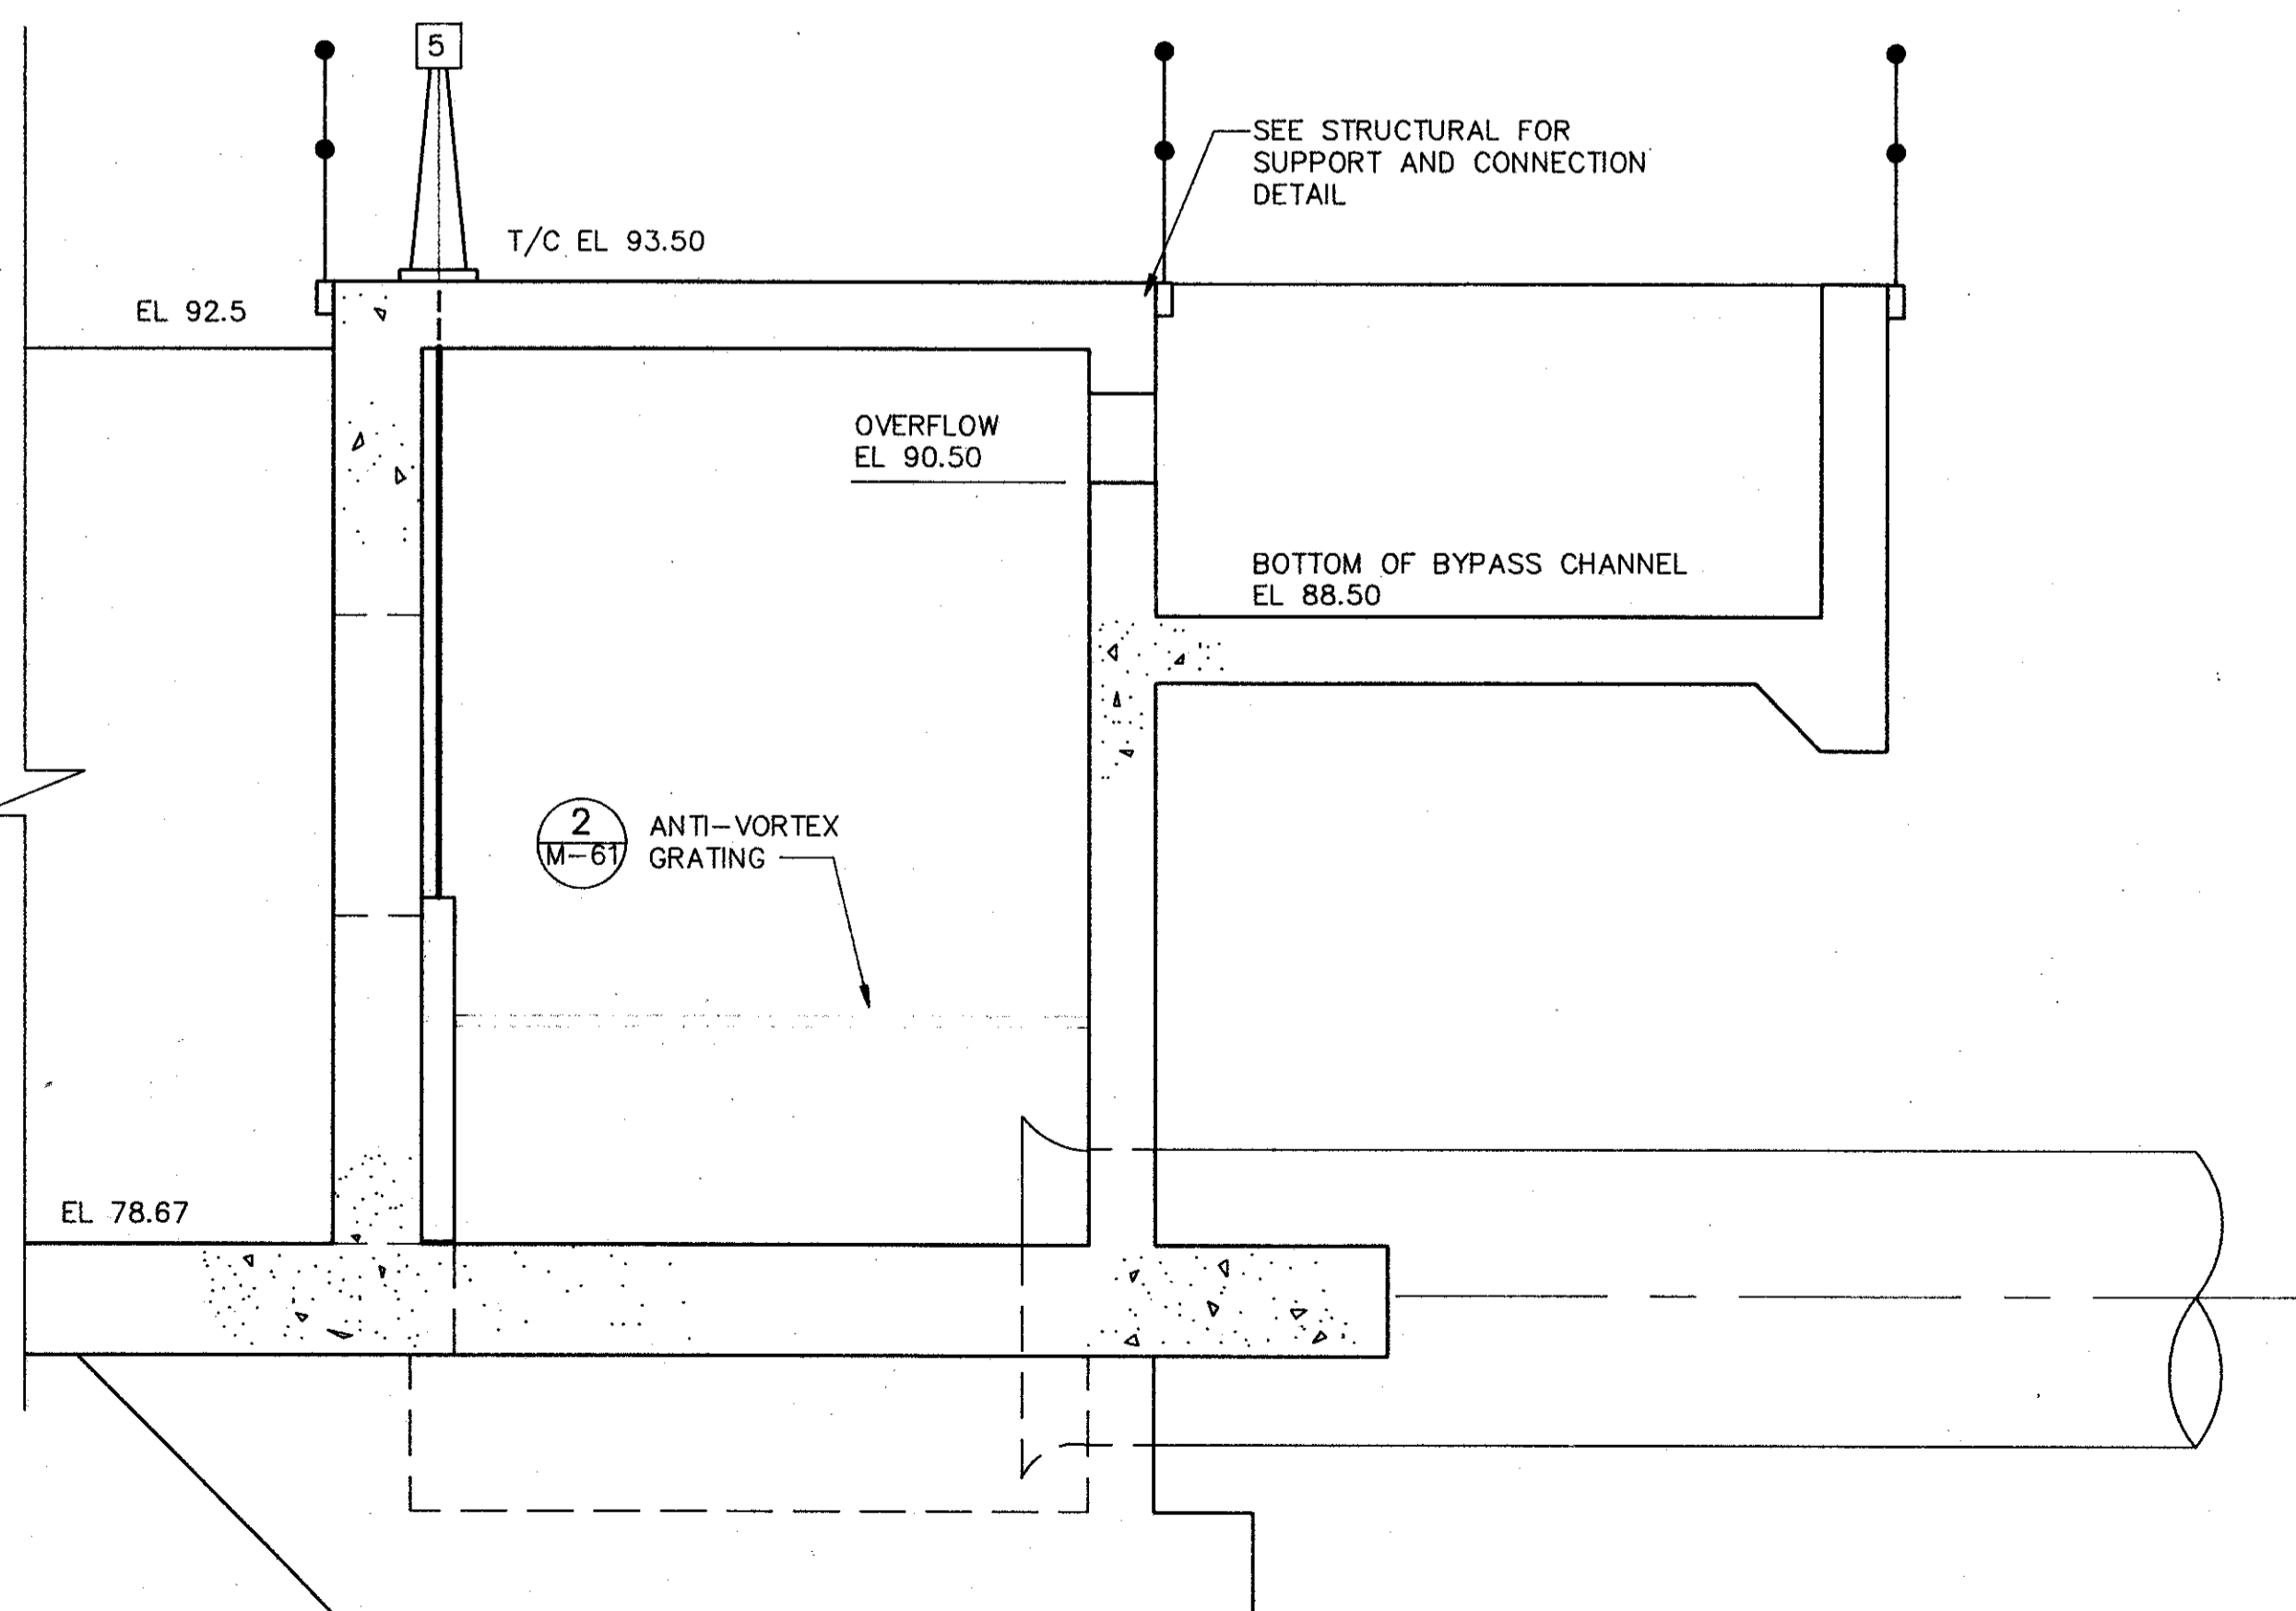 5
SEE STRUCTURAL FOR
SUPPORT AND CONNECTION
DETAIL
T/C EL 93.50
EL 92.5
OVERFLOW
EL 90.50
BOTTOM OF BYPASS CHANNEL
EL 88.50
2
M-61
ANTI-VORTEX
GRATING
EL 78.67